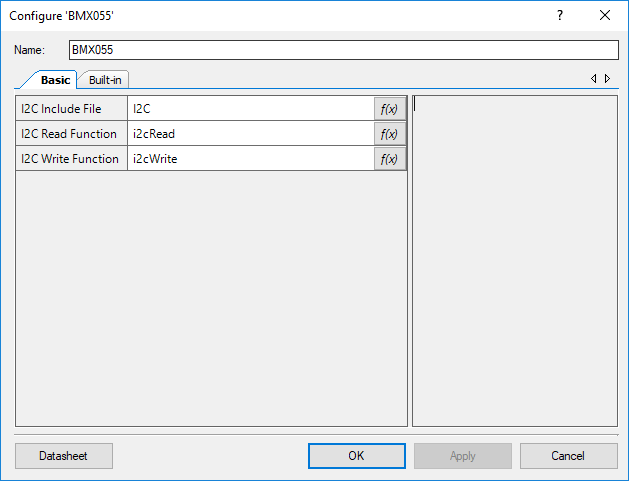 Configure 'BMX055'
?
Name: BMX055
Basic Built-in
I2C Include File I2C f(x)
I2C Read Function i2cRead f(x)
I2C Write Function i2cWrite f(x)
Datasheet OK Apply Cancel